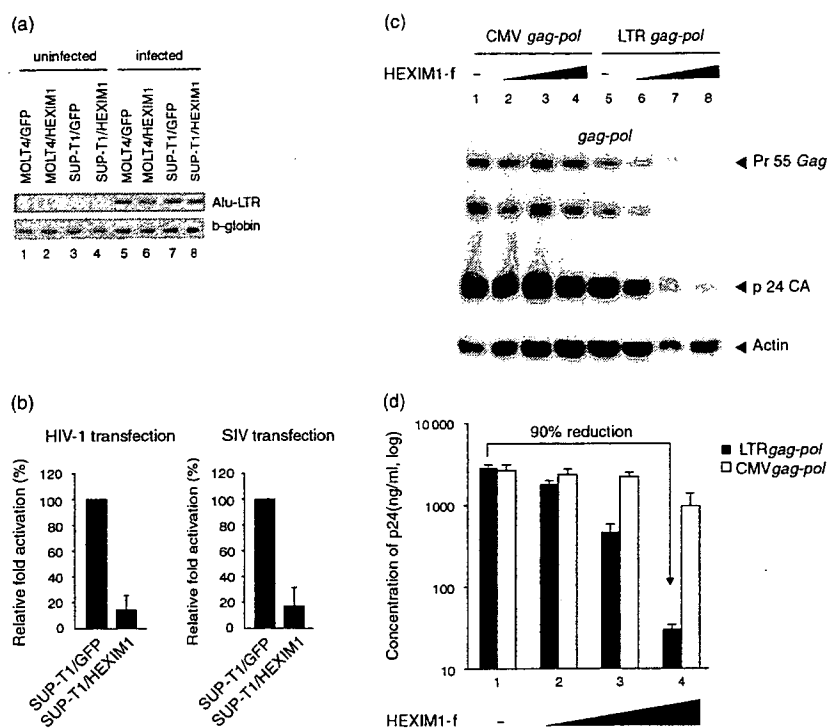 (a)
uninfected infected
MOLT4/GFP
MOLT4/HEXIM1
SUP-T1/GFP
SUP-T1/HEXIM1
MOLT4/GFP
MOLT4/HEXIM1
SUP-T1/GFP
SUP-T1/HEXIM1
Alu-LTR
b-globin
1 2 3 4 5 6 7 8
(b)
HIV-1 transfection
Relative fold activation (%)
120
100
80
60
40
20
0
SUP-T1/GFP
SUP-T1/HEXIM1
SIV transfection
Relative fold activation (%)
120
100
80
60
40
20
0
SUP-T1/GFP
SUP-T1/HEXIM1
(c)
CMV gag-pol LTR gag-pol
HEXIM1-f – –
1 2 3 4 5 6 7 8
gag-pol
Pr 55 Gag
p 24 CA
Actin
(d)
90% reduction
LTRgag-pol
CMVgag-pol
Concentration of p24(ng/ml, log)
10 000
1000
100
10
1 2 3 4
HEXIM1-f –